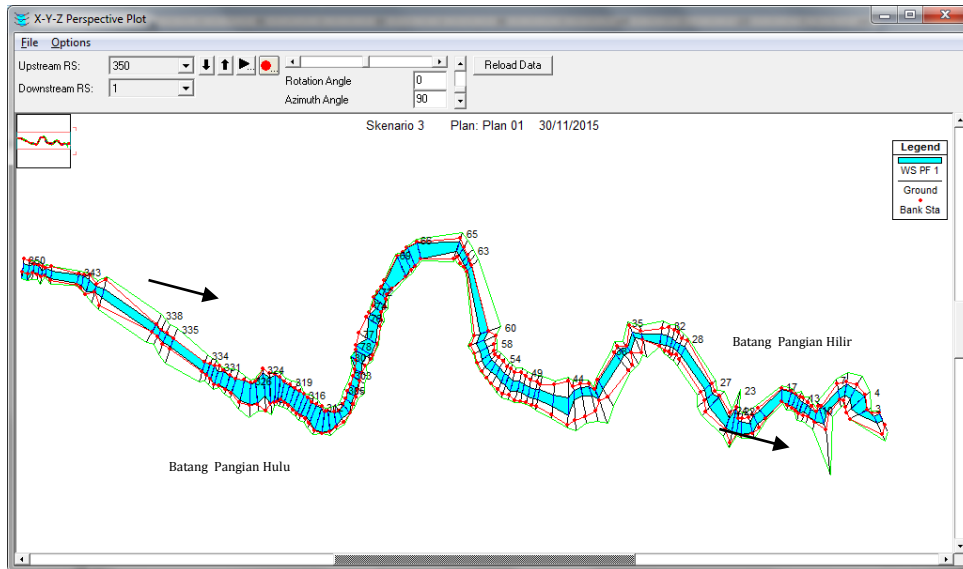 X-Y-Z Perspective Plot
File Options
Upstream RS: 350
Downstream RS: 1
Rotation Angle 0
Azimuth Angle 90
Reload Data
Skenario 3 Plan: Plan 01 30/11/2015
Legend
WS PF 1
Ground
Bank Sta
350
343
338
335
334
331
324
319
316
66
65
63
60
58
54
49
44
35
32
28
27
23
17
13
7
4
3
Batang Pangian Hilir
Batang Pangian Hulu